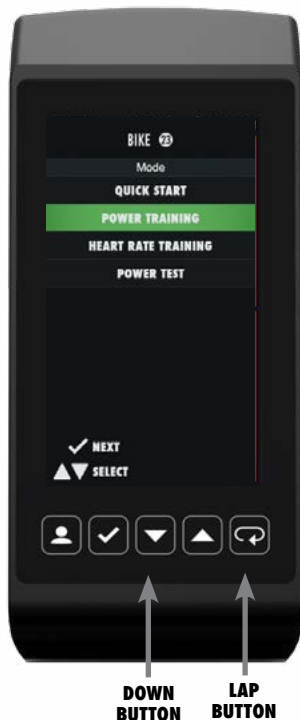 BIKE 23
Mode
QUICK START
POWER TRAINING
HEART RATE TRAINING
POWER TEST
NEXT
SELECT
DOWN
BUTTON
LAP
BUTTON